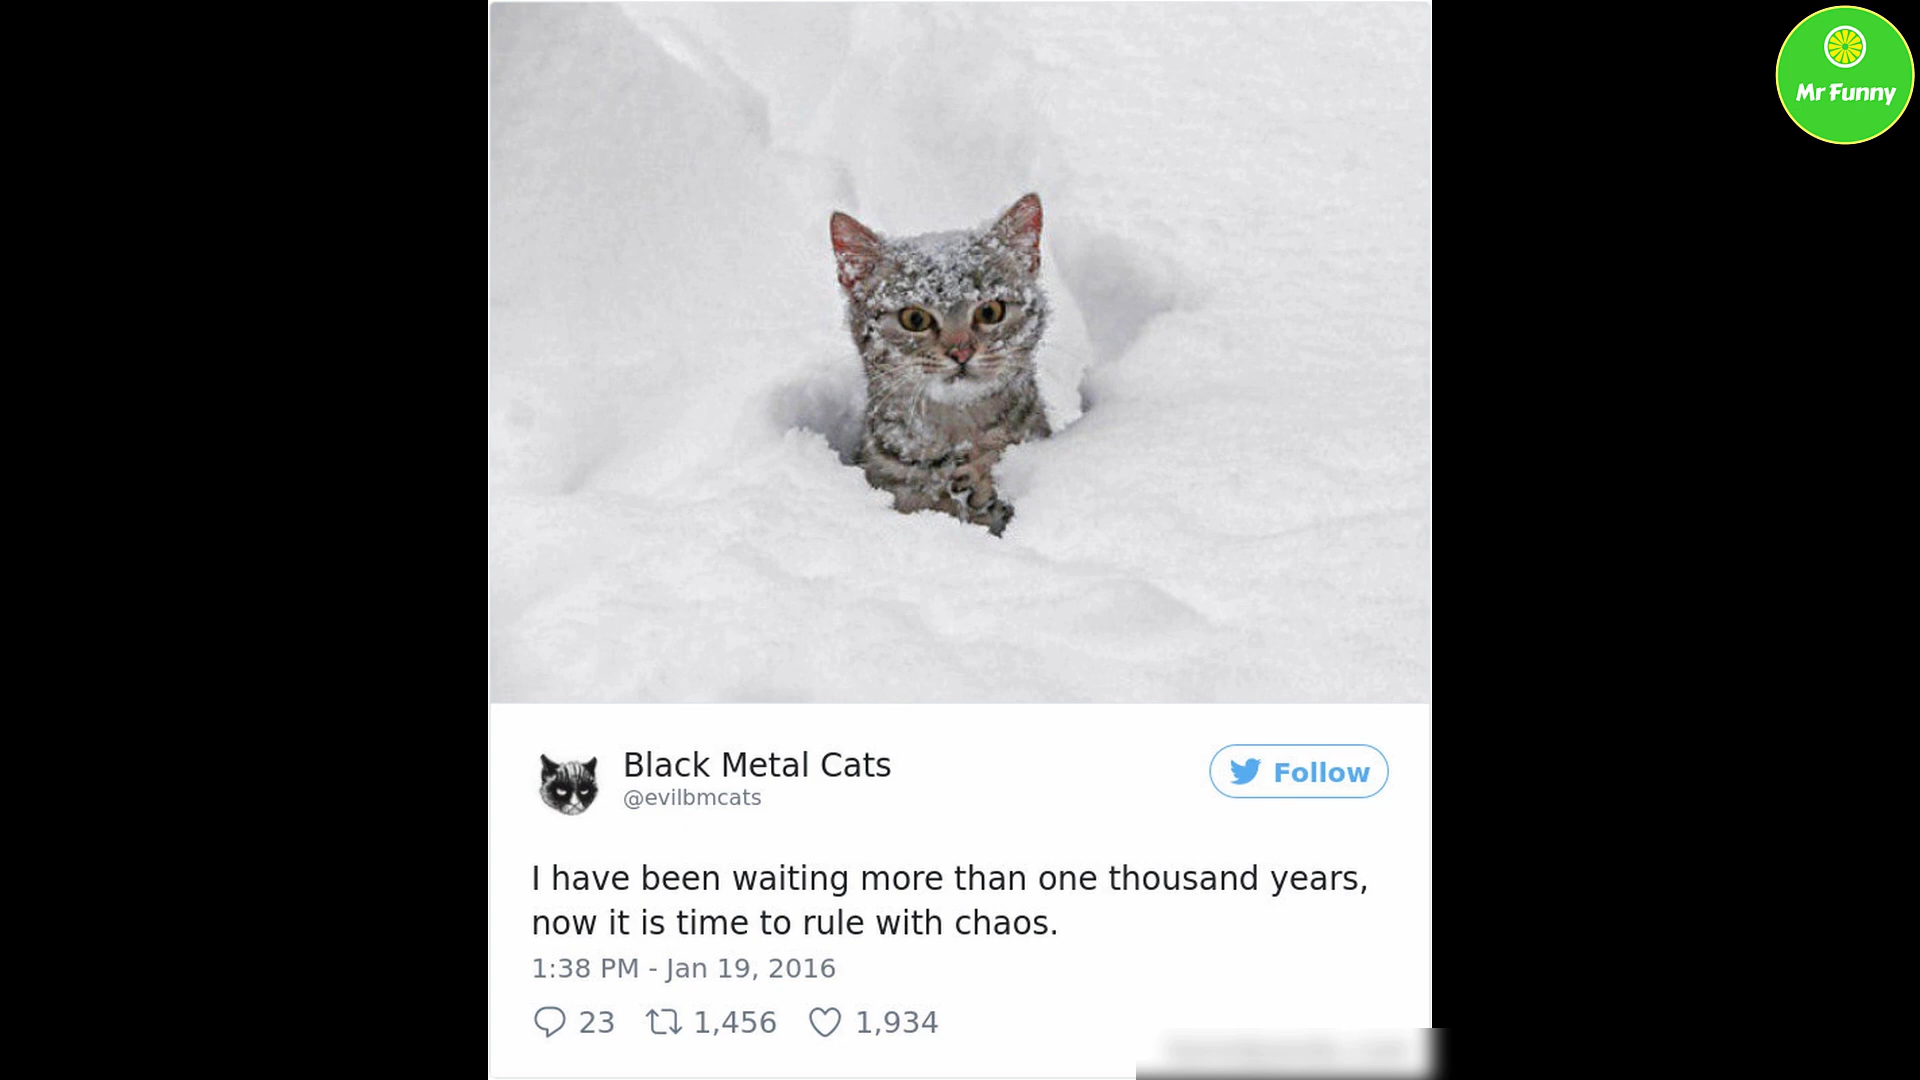 Mr Funny
Black Metal Cats
@evilbmcats
Follow
I have been waiting more than one thousand years,
now it is time to rule with chaos.
1:38 PM - Jan 19, 2016
23 1,456 1,934